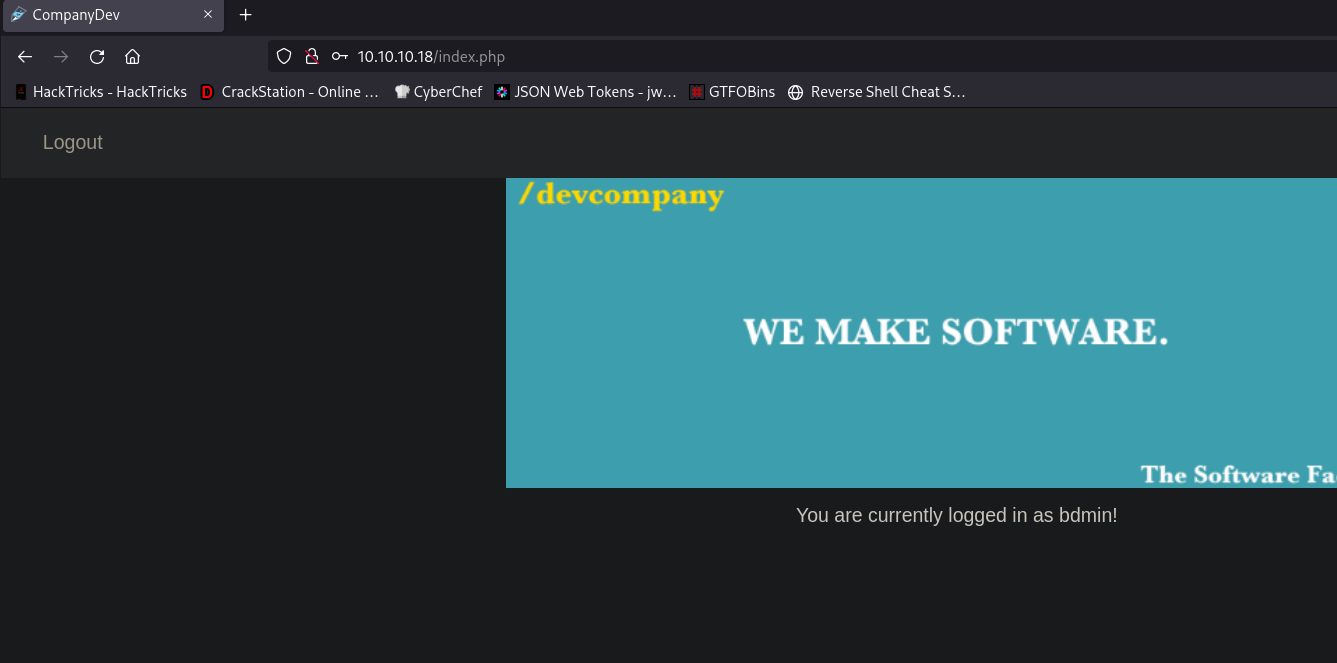 CompanyDev
10.10.10.18/index.php
HackTricks - HackTricks
CrackStation - Online …
CyberChef
JSON Web Tokens - jw…
GTFOBins
Reverse Shell Cheat S…
Logout
/devcompany
WE MAKE SOFTWARE.
The Software Fa
You are currently logged in as bdmin!